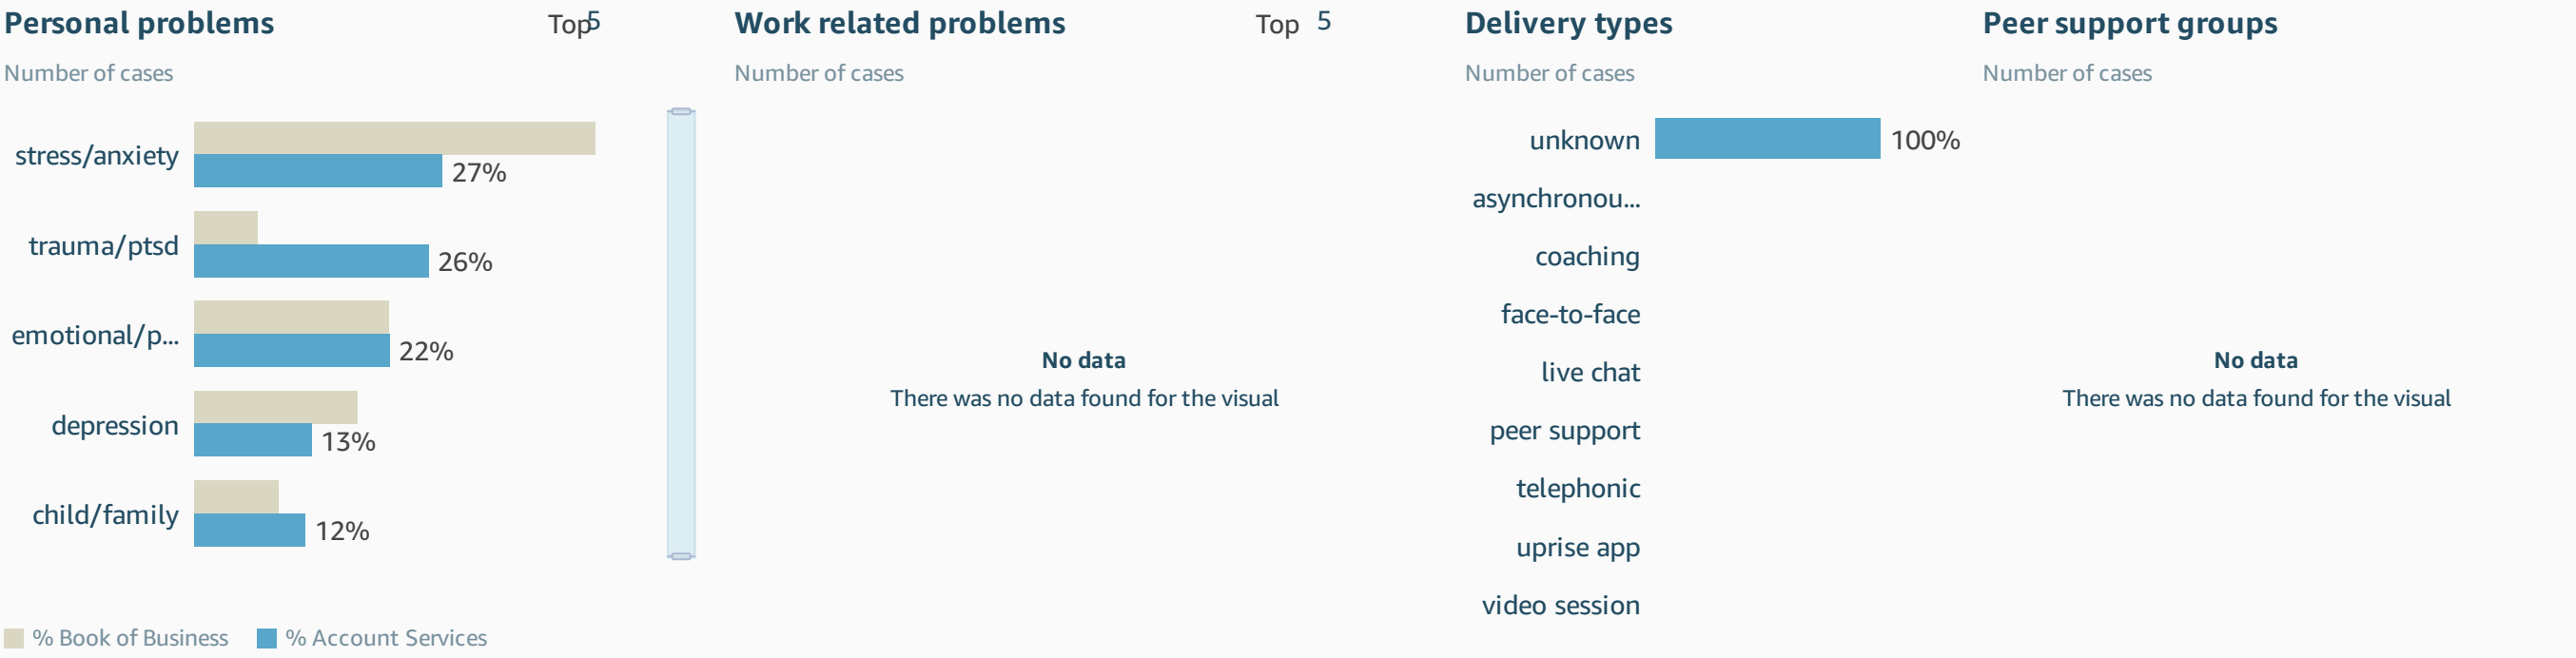 Personal problems
Top 5
Number of cases
stress/anxiety
27%
trauma/ptsd
26%
emotional/p...
22%
depression
13%
child/family
12%
% Book of Business
% Account Services
Work related problems
Top 5
Number of cases
No data
There was no data found for the visual
Delivery types
Number of cases
unknown
100%
asynchronou...
coaching
face-to-face
live chat
peer support
telephonic
uprise app
video session
Peer support groups
Number of cases
No data
There was no data found for the visual